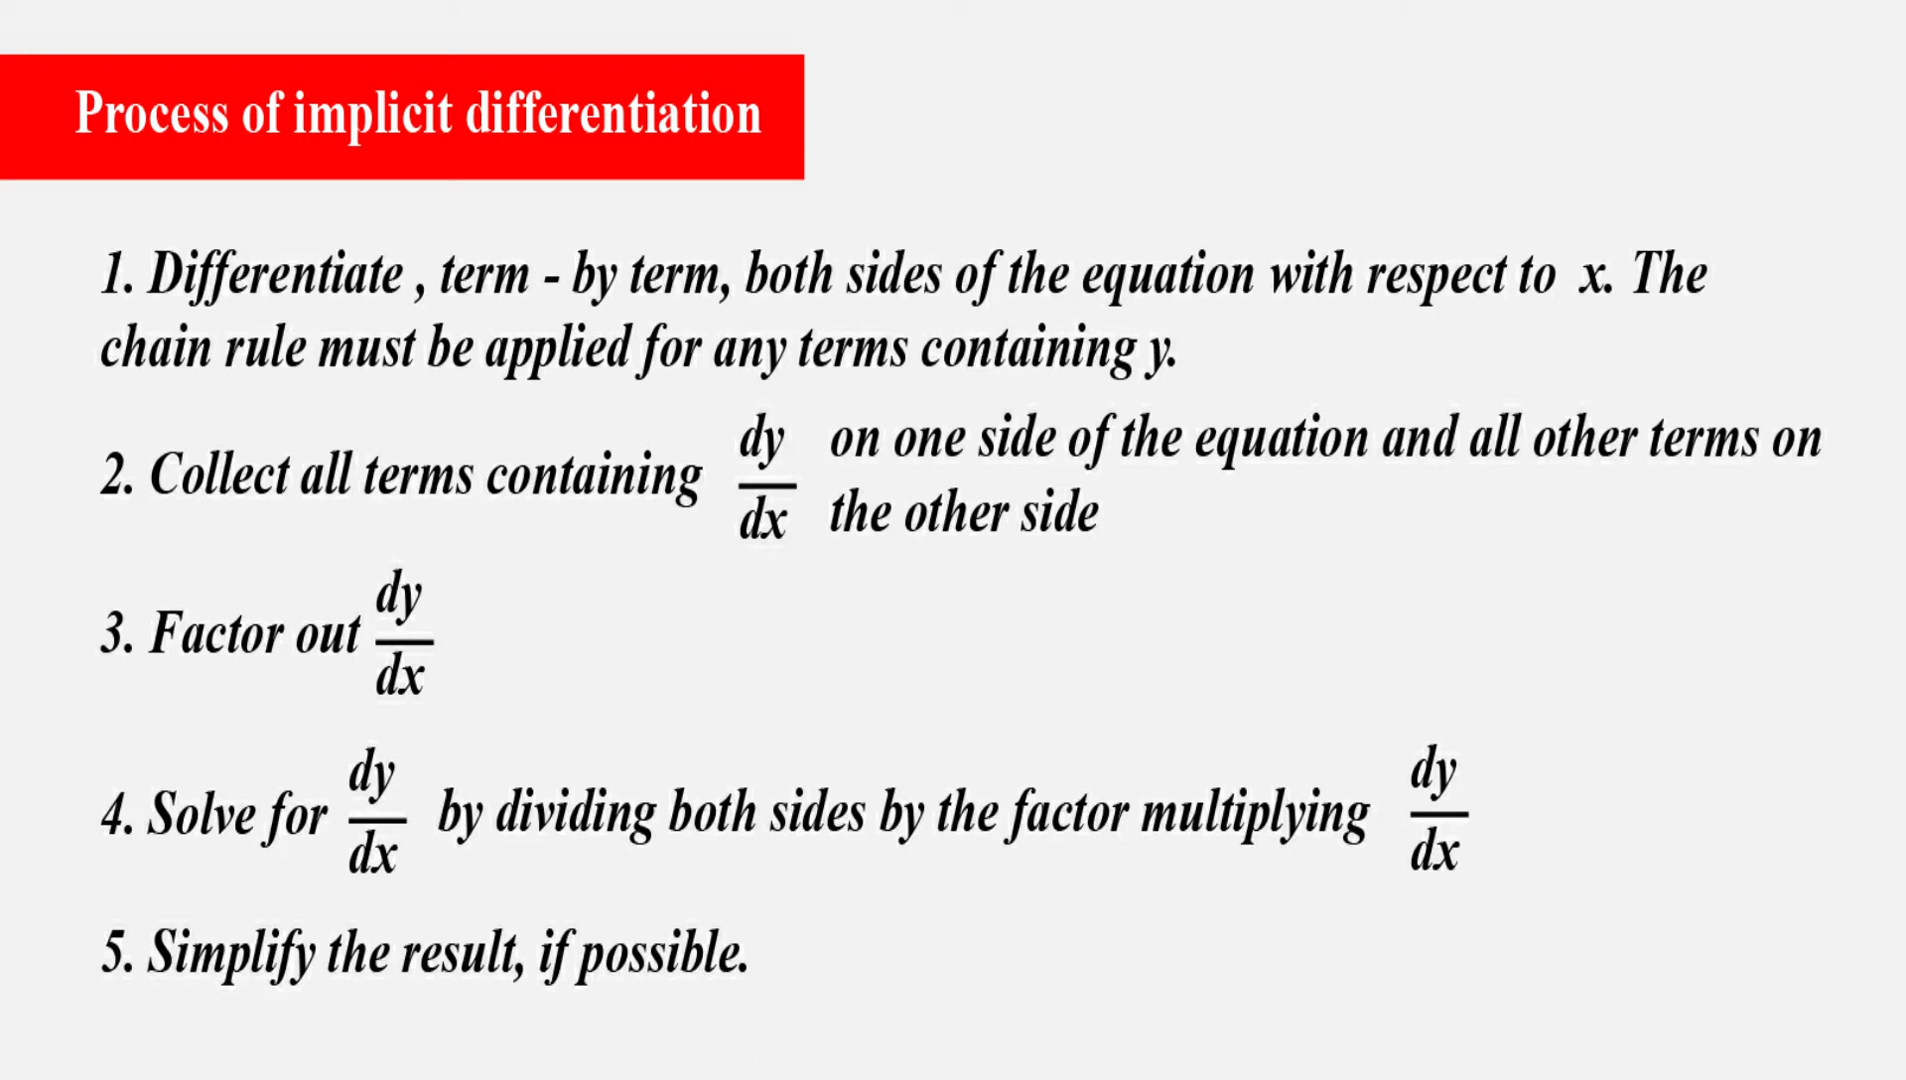 Process of implicit differentiation
1. Differentiate , term - by term, both sides of the equation with respect to x. The
chain rule must be applied for any terms containing y.
2. Collect all terms containing dy/dx on one side of the equation and all other terms on
the other side
3. Factor out dy/dx
4. Solve for dy/dx by dividing both sides by the factor multiplying dy/dx
5. Simplify the result, if possible.